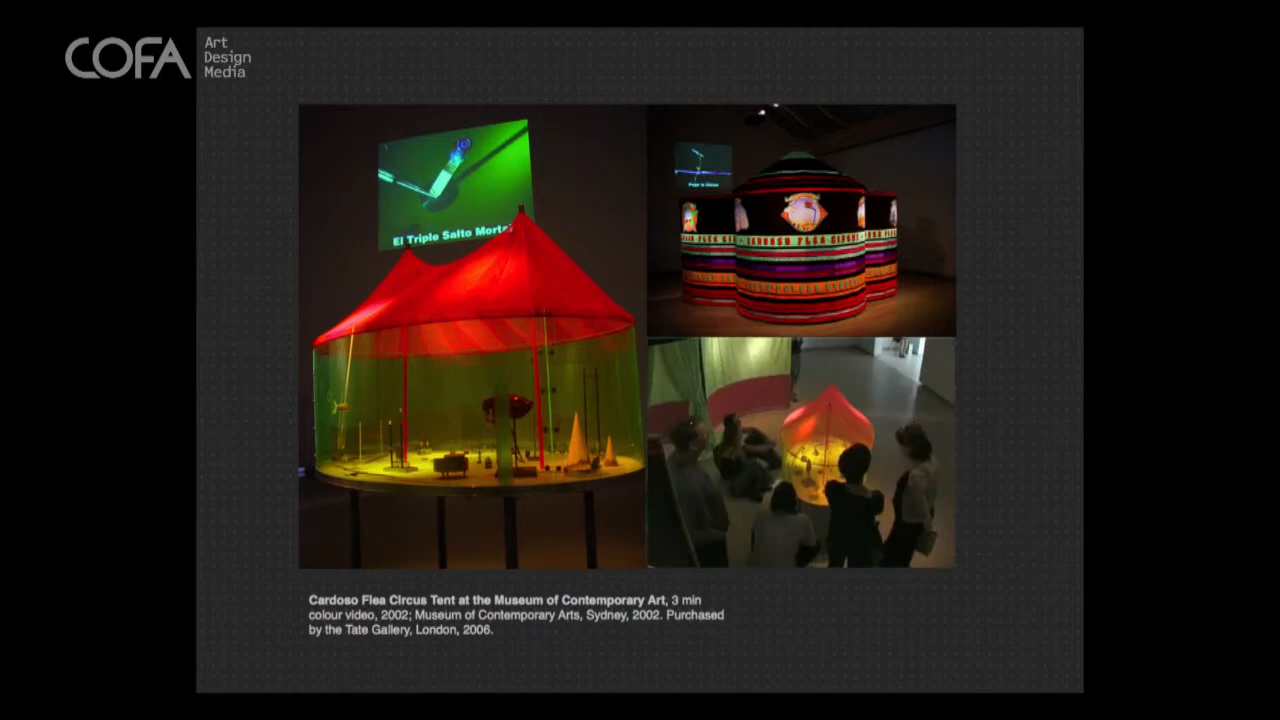 COFA
Art
Design
Media
El Triple Salto Morta
CARDOSO FLEA CIRCUS
Cardoso Flea Circus Tent at the Museum of Contemporary Art, 3 min
colour video, 2002; Museum of Contemporary Arts, Sydney, 2002. Purchased
by the Tate Gallery, London, 2006.